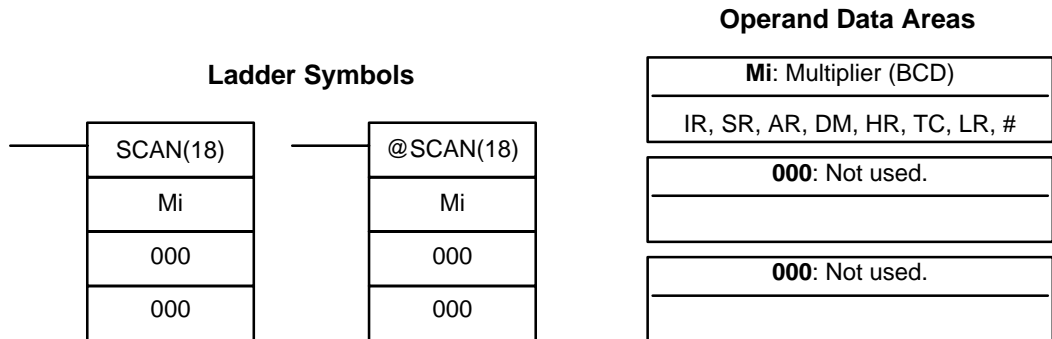 Ladder Symbols
SCAN(18)
Mi
000
000
@SCAN(18)
Mi
000
000
Operand Data Areas
Mi: Multiplier (BCD)
IR, SR, AR, DM, HR, TC, LR, #
000: Not used.
000: Not used.